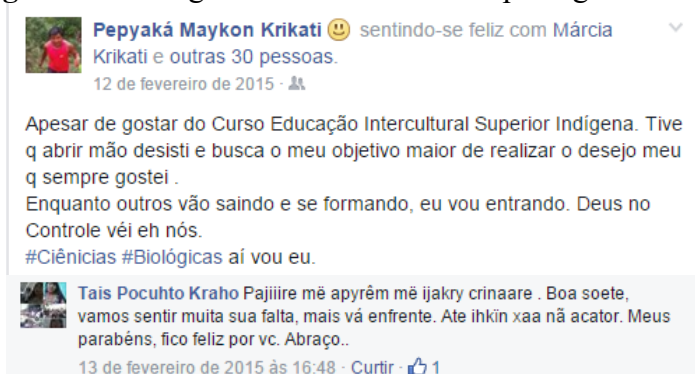 Pepyaká Maykon Krikati sentindo-se feliz com Márcia
Krikati e outras 30 pessoas.
12 de fevereiro de 2015 ·
Apesar de gostar do Curso Educação Intercultural Superior Indígena. Tive
q abrir mão desisti e busca o meu objetivo maior de realizar o desejo meu
q sempre gostei .
Enquanto outros vão saindo e se formando, eu vou entrando. Deus no
Controle véi eh nós.
#Ciênicias #Biológicas aí vou eu.
Tais Pocuhto Kraho Pajiiire më apyrêm më ijakry crinaare . Boa soete,
vamos sentir muita sua falta, mais vá enfrente. Ate ihkïn xaa nã acator. Meus
parabéns, fico feliz por vc. Abraço..
13 de fevereiro de 2015 às 16:48 · Curtir · 1